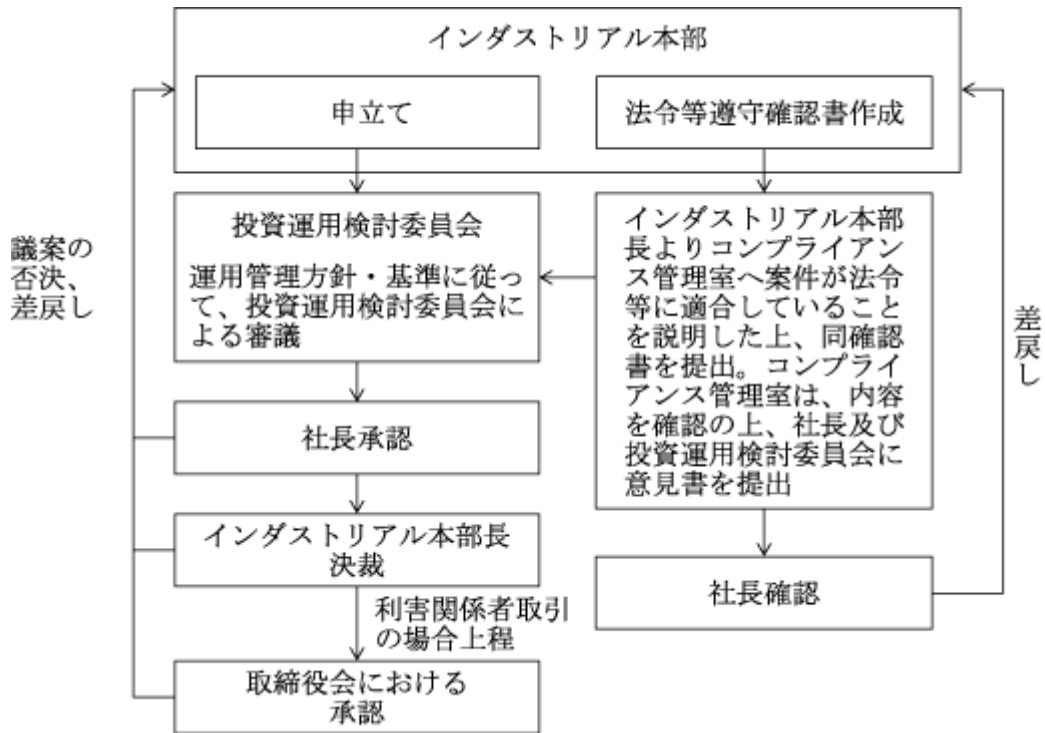 インダストリアル本部
申立て
法令等遵守確認書作成
投資運用検討委員会
運用管理方針・基準に従っ
て、投資運用検討委員会に
よる審議
インダストリアル本部
長よりコンプライアン
ス管理室へ案件が法令
等に適合していること
を説明した上、同確認
書を提出。コンプライ
アンス管理室は、内容
を確認の上、社長及び
投資運用検討委員会に
意見書を提出
議案の
否決、
差戻し
差戻し
社長承認
インダストリアル本部長
決裁
社長確認
利害関係者取引
の場合上程
取締役会における
承認